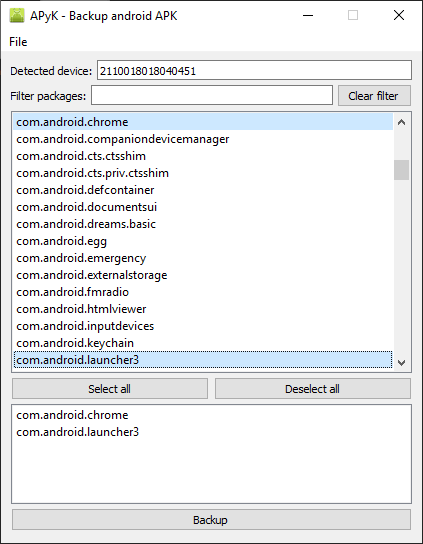 APyK - Backup android APK
File
Detected device: 2110018018040451
Filter packages: Clear filter
com.android.chrome
com.android.companiondevicemanager
com.android.cts.ctsshim
com.android.cts.priv.ctsshim
com.android.defcontainer
com.android.documentsui
com.android.dreams.basic
com.android.egg
com.android.emergency
com.android.externalstorage
com.android.fmradio
com.android.htmlviewer
com.android.inputdevices
com.android.keychain
com.android.launcher3
Select all Deselect all
com.android.chrome
com.android.launcher3
Backup